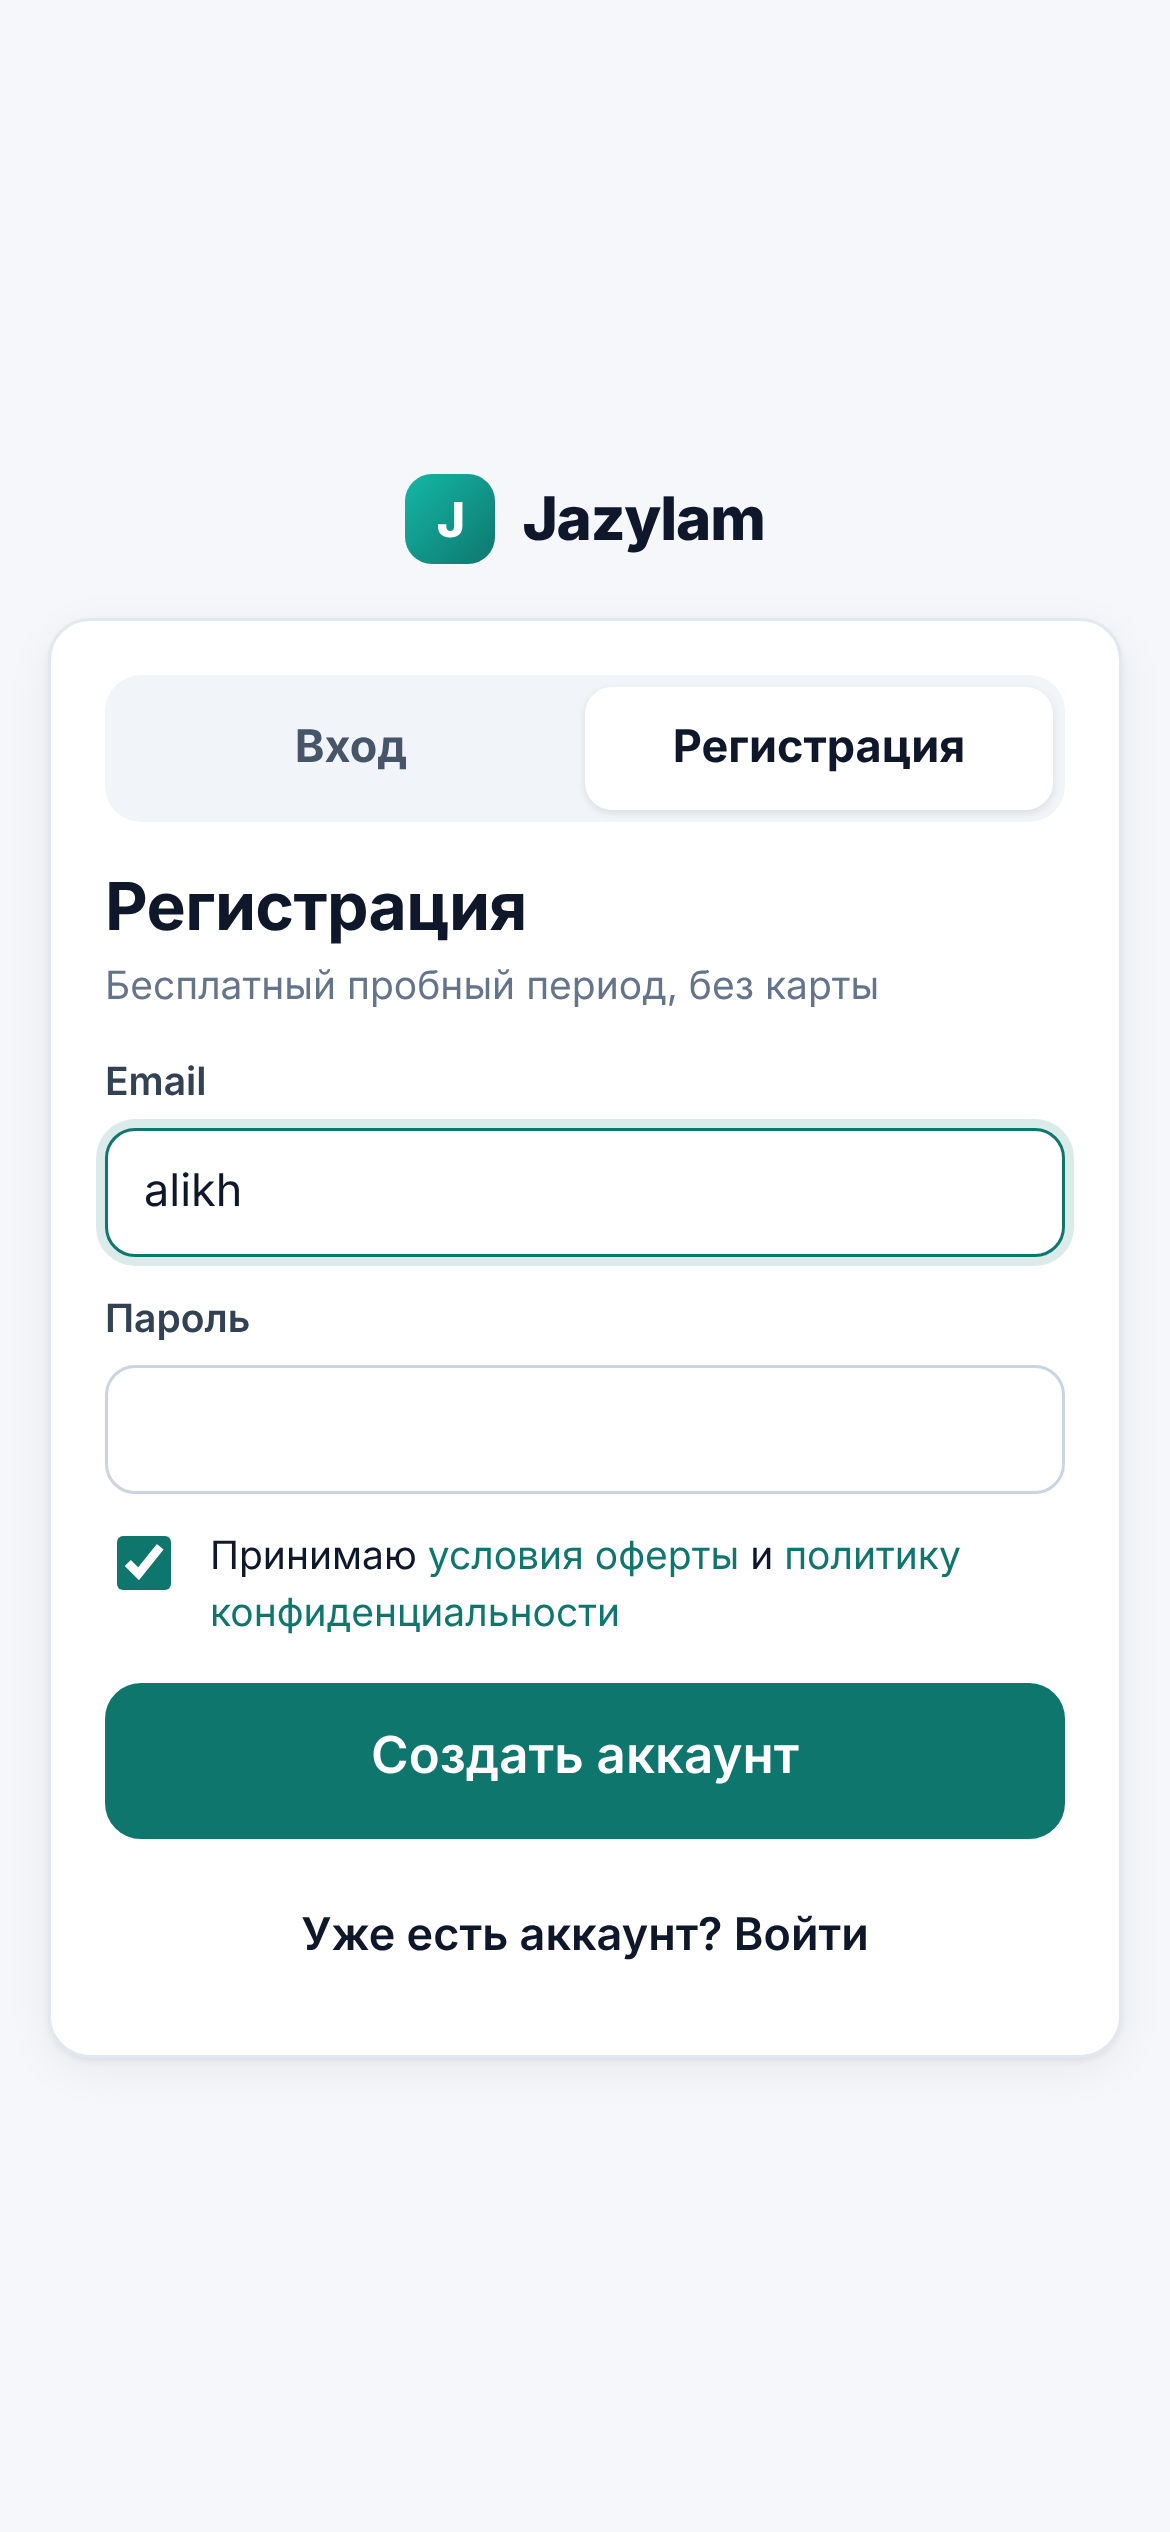 J Jazylam
Вход Регистрация
Регистрация
Бесплатный пробный период, без карты
Email
alikh
Пароль
Принимаю условия оферты и политику
конфиденциальности
Создать аккаунт
Уже есть аккаунт? Войти